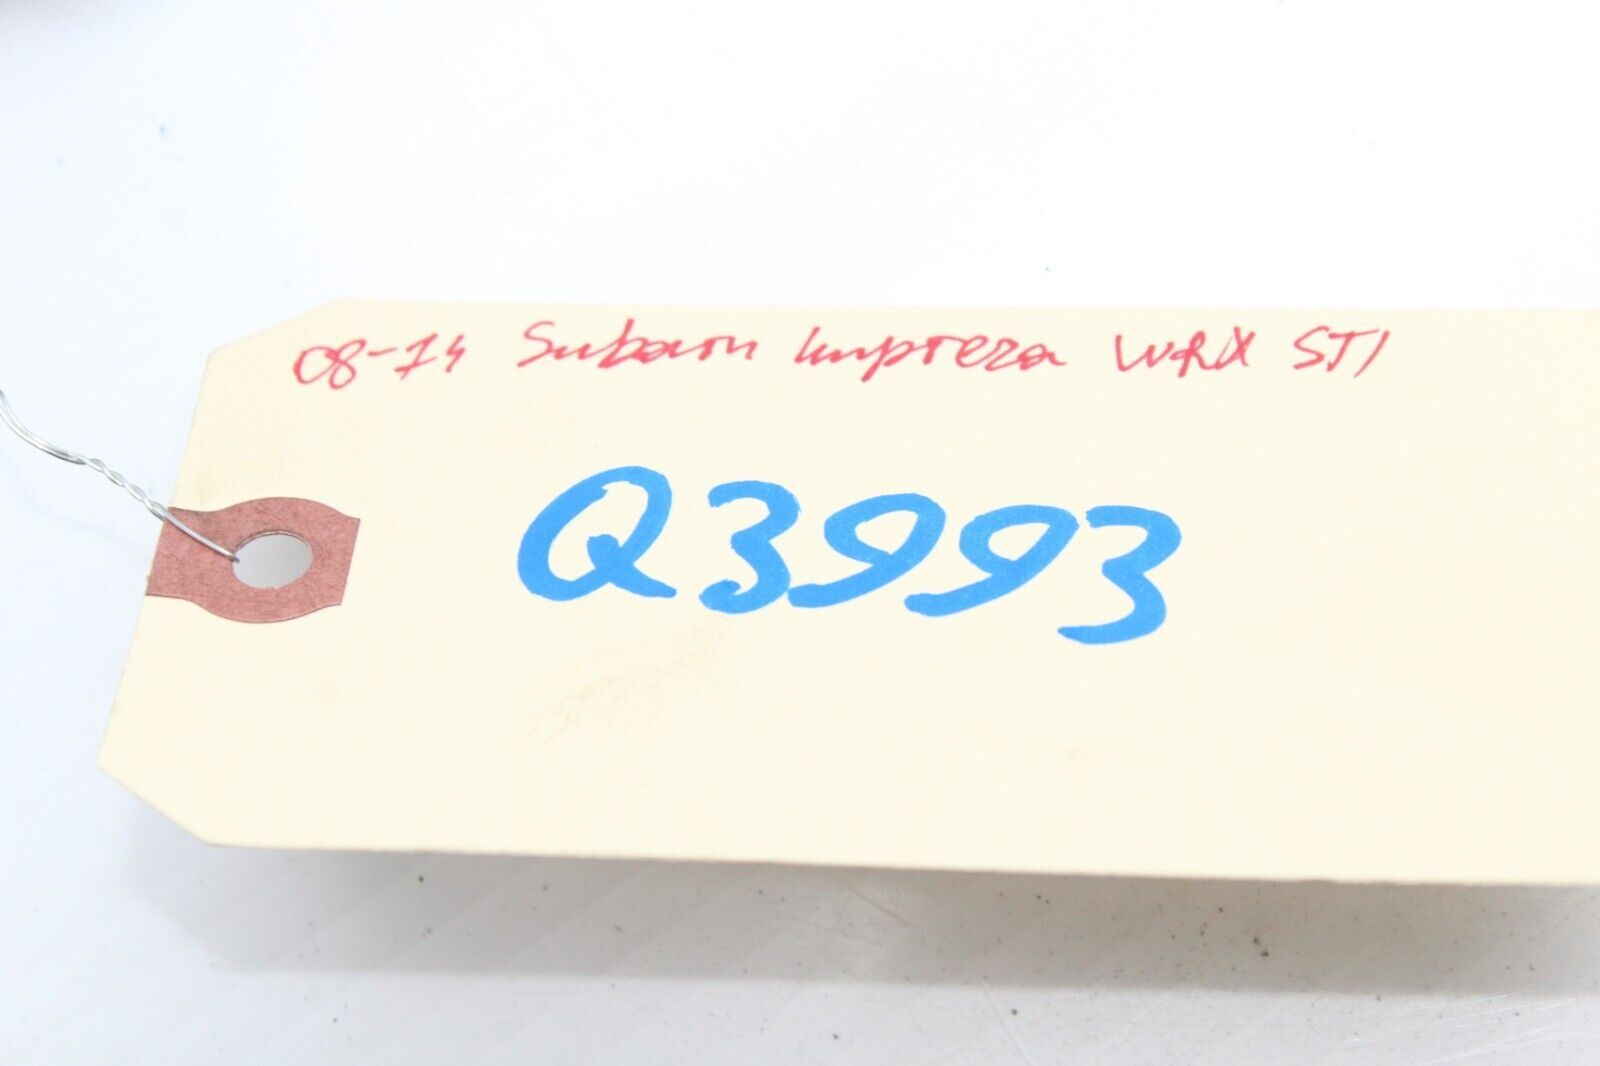 08-14 Subaru Impreza WRX STI
Q3993